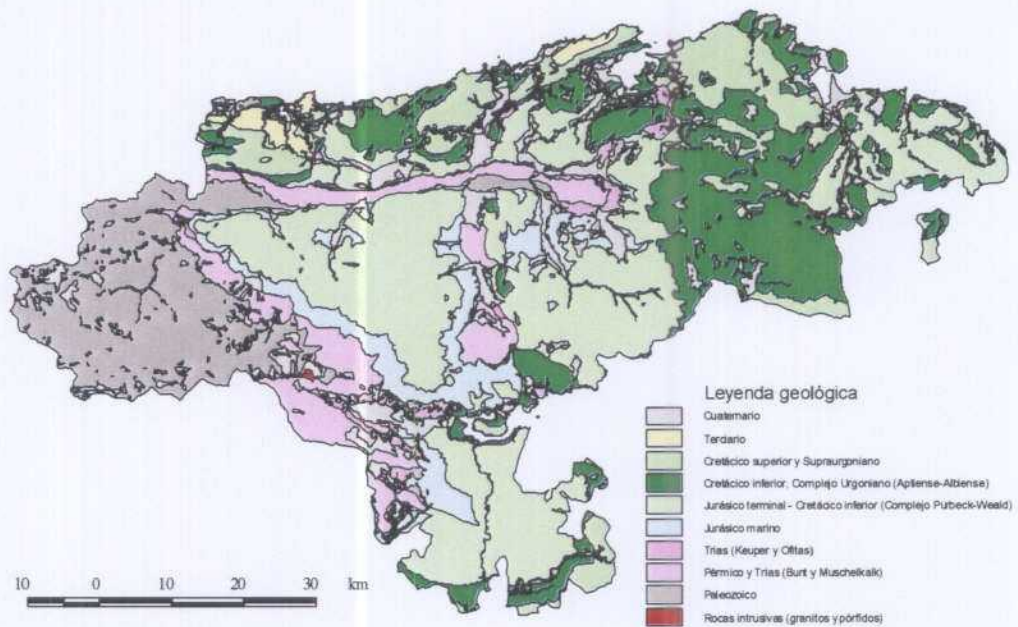 Leyenda geológica
Cuaternario
Terciario
Cretácico superior y Supraurgoniano
Cretácico inferior, Complejo Urgoniano (Aptiense-Albiense)
Jurásico terminal - Cretácico inferior (Complejo Purbeck-Weald)
Jurásico marino
Trias (Keuper y Ofitas)
Pérmico y Trias (Bunt y Muschelkalk)
Paleozoico
Rocas intrusivas (granitos y pórfidos)
10 0 10 20 30 km